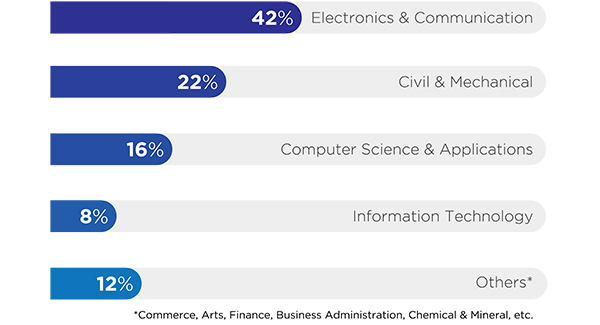 42% Electronics & Communication
22% Civil & Mechanical
16% Computer Science & Applications
8% Information Technology
12% Others*
*Commerce, Arts, Finance, Business Administration, Chemical & Mineral, etc.